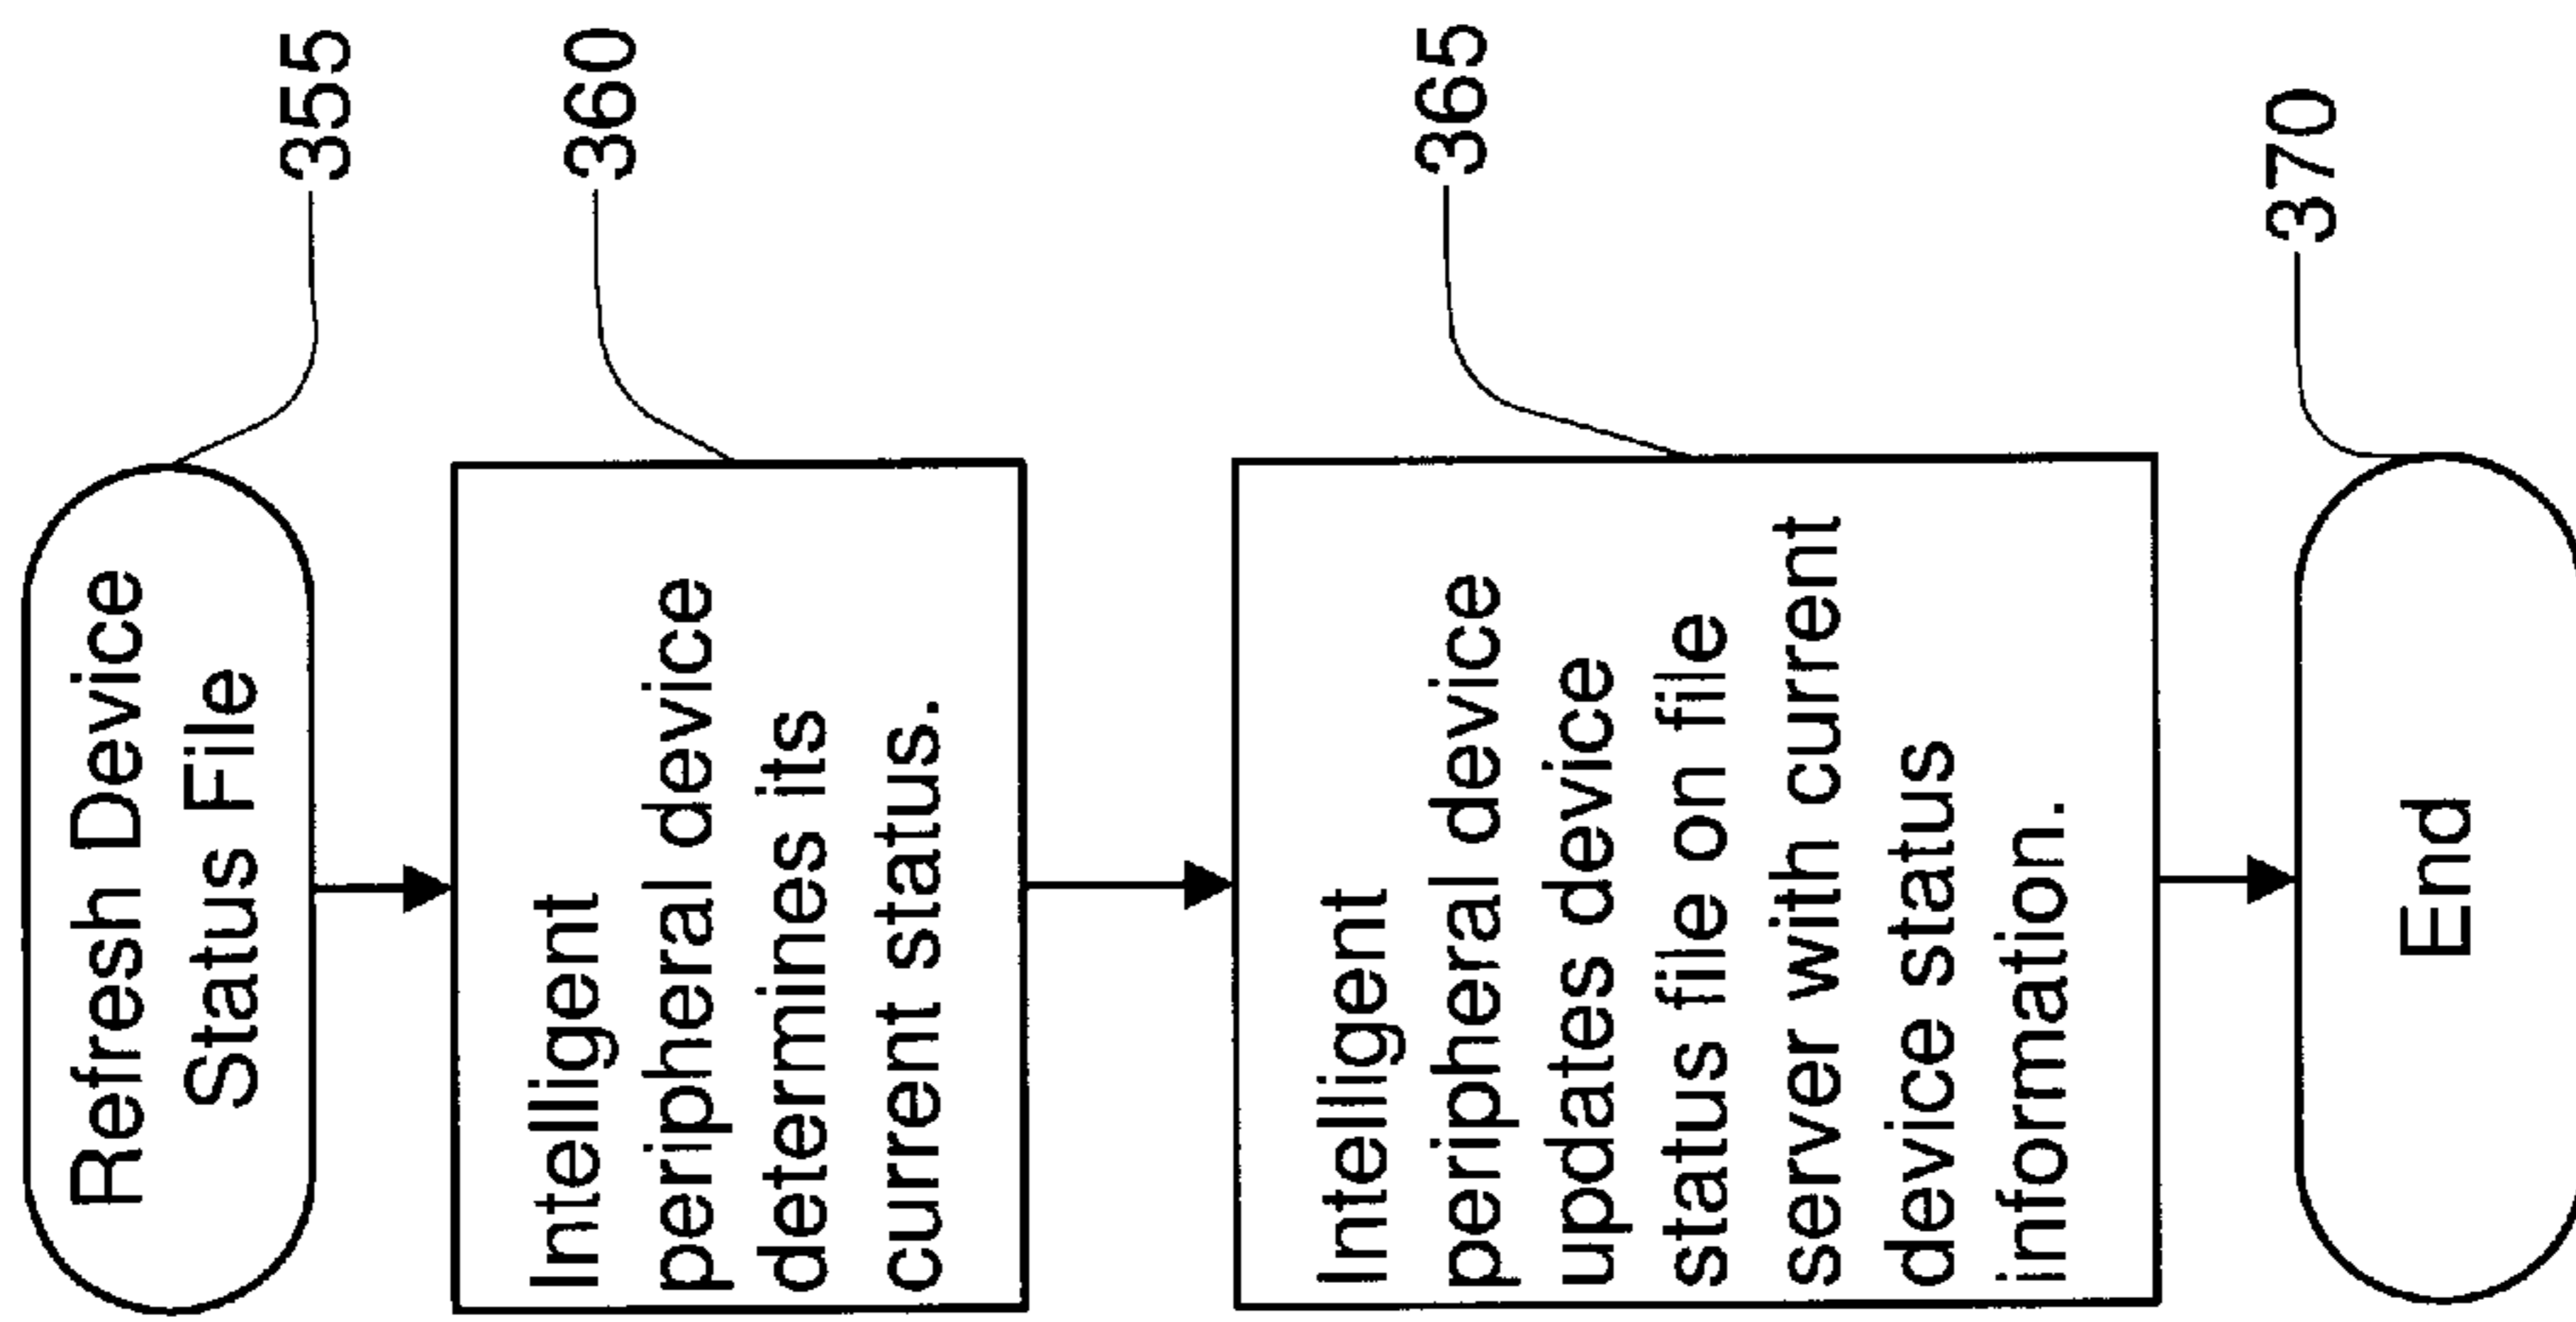 Refresh Device
Status File
355
Intelligent
peripheral device
determines its
current status.
360
Intelligent
peripheral device
updates device
status file on file
server with current
device status
information.
365
End
370